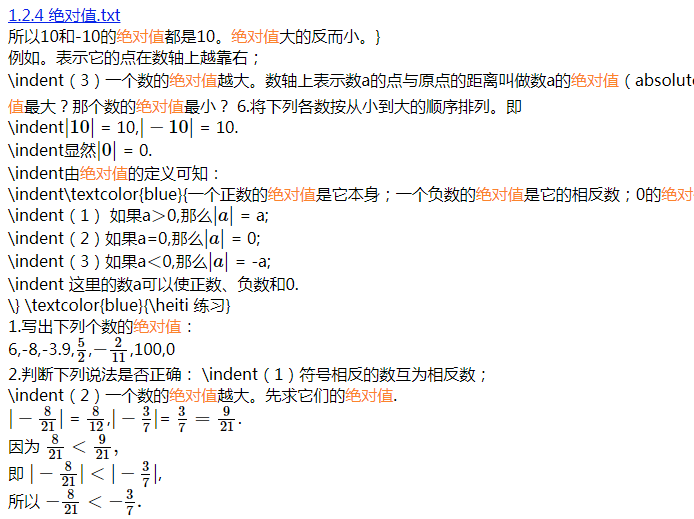 1.2.4 绝对值.txt
所以10和-10的绝对值都是10。绝对值大的反而小。}
例如。表示它的点在数轴上越靠右；
\indent（3）一个数的绝对值越大。数轴上表示数a的点与原点的距离叫做数a的绝对值（absolute
值最大？那个数的绝对值最小？ 6.将下列各数按从小到大的顺序排列。即
\indent|10| = 10,|−10| = 10.
\indent显然|0| = 0.
\indent由绝对值的定义可知：
\indent\textcolor{blue}{一个正数的绝对值是它本身；一个负数的绝对值是它的相反数；0的绝对
\indent（1） 如果a＞0,那么|a| = a;
\indent（2）如果a=0,那么|a| = 0;
\indent（3）如果a＜0,那么|a| = -a;
\indent 这里的数a可以使正数、负数和0.
\} \textcolor{blue}{\heiti 练习}
1.写出下列个数的绝对值：
6,-8,-3.9,5/2,−2/11,100,0
2.判断下列说法是否正确： \indent（1）符号相反的数互为相反数；
\indent（2）一个数的绝对值越大。先求它们的绝对值.
|−8/21| = 8/12,|−3/7|= 3/7 = 9/21.
因为 8/21 < 9/21,
即 |−8/21| < |−3/7|,
所以 −8/21 < −3/7.